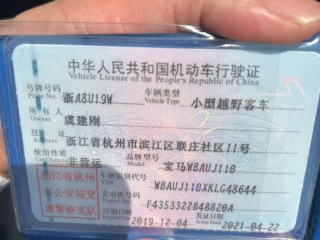 中华人民共和国机动车行驶证
Vehicle License of the People's Republic of China
号牌号码 浙A8U19W 车辆类型 小型越野客车
Plate No. Vehicle Type
所有人 虞建刚
Owner
住址 浙江省杭州市滨江区联庄社区11号
Address
使用性质 非营运 品牌型号 宝马WBAUJ110
Use Character Model
浙江省杭州 车辆识别代号 WBAUJ110XKLG48644
VIN
市公安局交 发动机号码 F4353322B48B20A
Engine No.
通警察支队 注册日期 2019-12-04 发证日期 2021-04-22
Issue Date